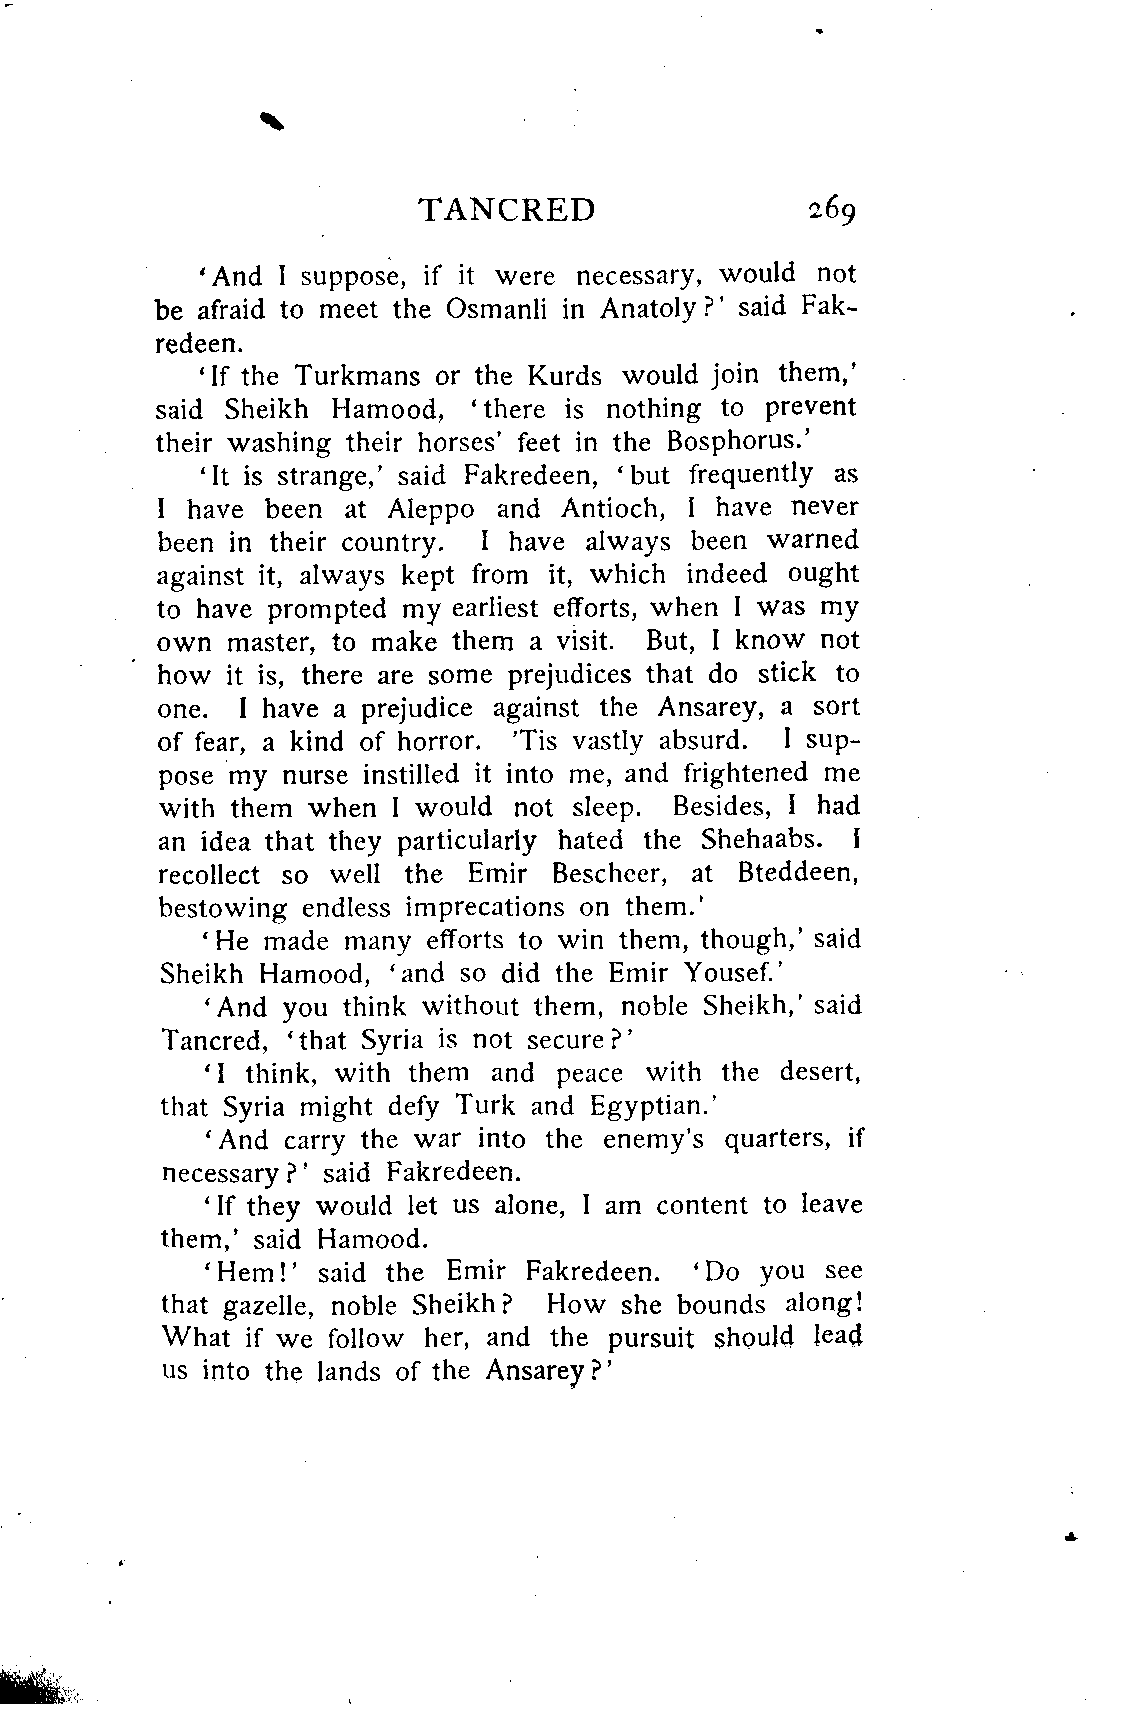 TANCRED 269
‘And I suppose, if it were necessary, would not
be afraid to meet the Osmanli in Anatoly?’ said Fak-
redeen.
‘If the Turkmans or the Kurds would join them,’
said Sheikh Hamood, ‘there is nothing to prevent
their washing their horses’ feet in the Bosphorus.’
‘It is strange,’ said Fakredeen, ‘but frequently as
I have been at Aleppo and Antioch, I have never
been in their country. I have always been warned
against it, always kept from it, which indeed ought
to have prompted my earliest efforts, when I was my
own master, to make them a visit. But, I know not
how it is, there are some prejudices that do stick to
one. I have a prejudice against the Ansarey, a sort
of fear, a kind of horror. ’Tis vastly absurd. I sup-
pose my nurse instilled it into me, and frightened me
with them when I would not sleep. Besides, I had
an idea that they particularly hated the Shehaabs. I
recollect so well the Emir Bescheer, at Bteddeen,
bestowing endless imprecations on them.’
‘He made many efforts to win them, though,’ said
Sheikh Hamood, ‘and so did the Emir Yousef.’
‘And you think without them, noble Sheikh,’ said
Tancred, ‘that Syria is not secure?’
‘I think, with them and peace with the desert,
that Syria might defy Turk and Egyptian.’
‘And carry the war into the enemy’s quarters, if
necessary?’ said Fakredeen.
‘If they would let us alone, I am content to leave
them,’ said Hamood.
‘Hem!’ said the Emir Fakredeen. ‘Do you see
that gazelle, noble Sheikh? How she bounds along!
What if we follow her, and the pursuit should lead
us into the lands of the Ansarey?’